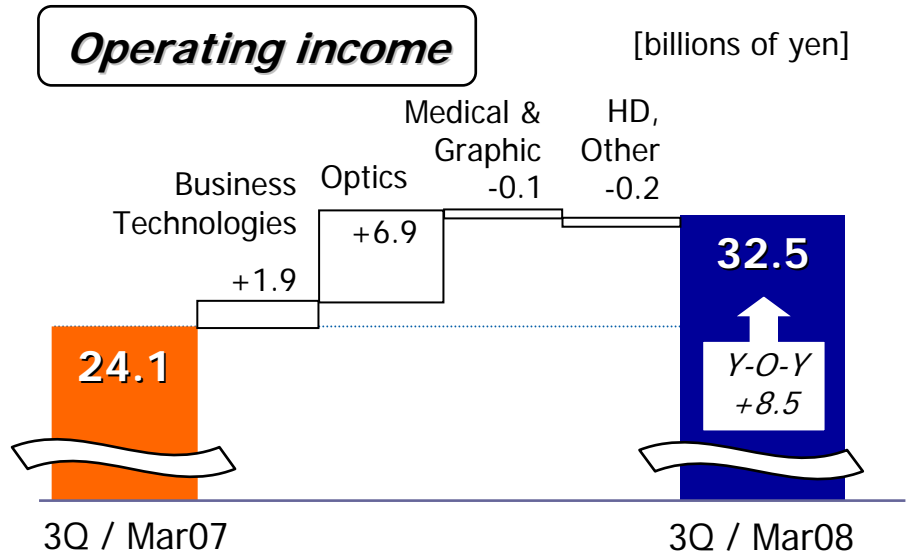 Operating income
[billions of yen]
Medical &
Graphic
-0.1
HD,
Other
-0.2
Business
Technologies
+1.9
Optics
+6.9
24.1
32.5
Y-O-Y
+8.5
3Q / Mar07
3Q / Mar08